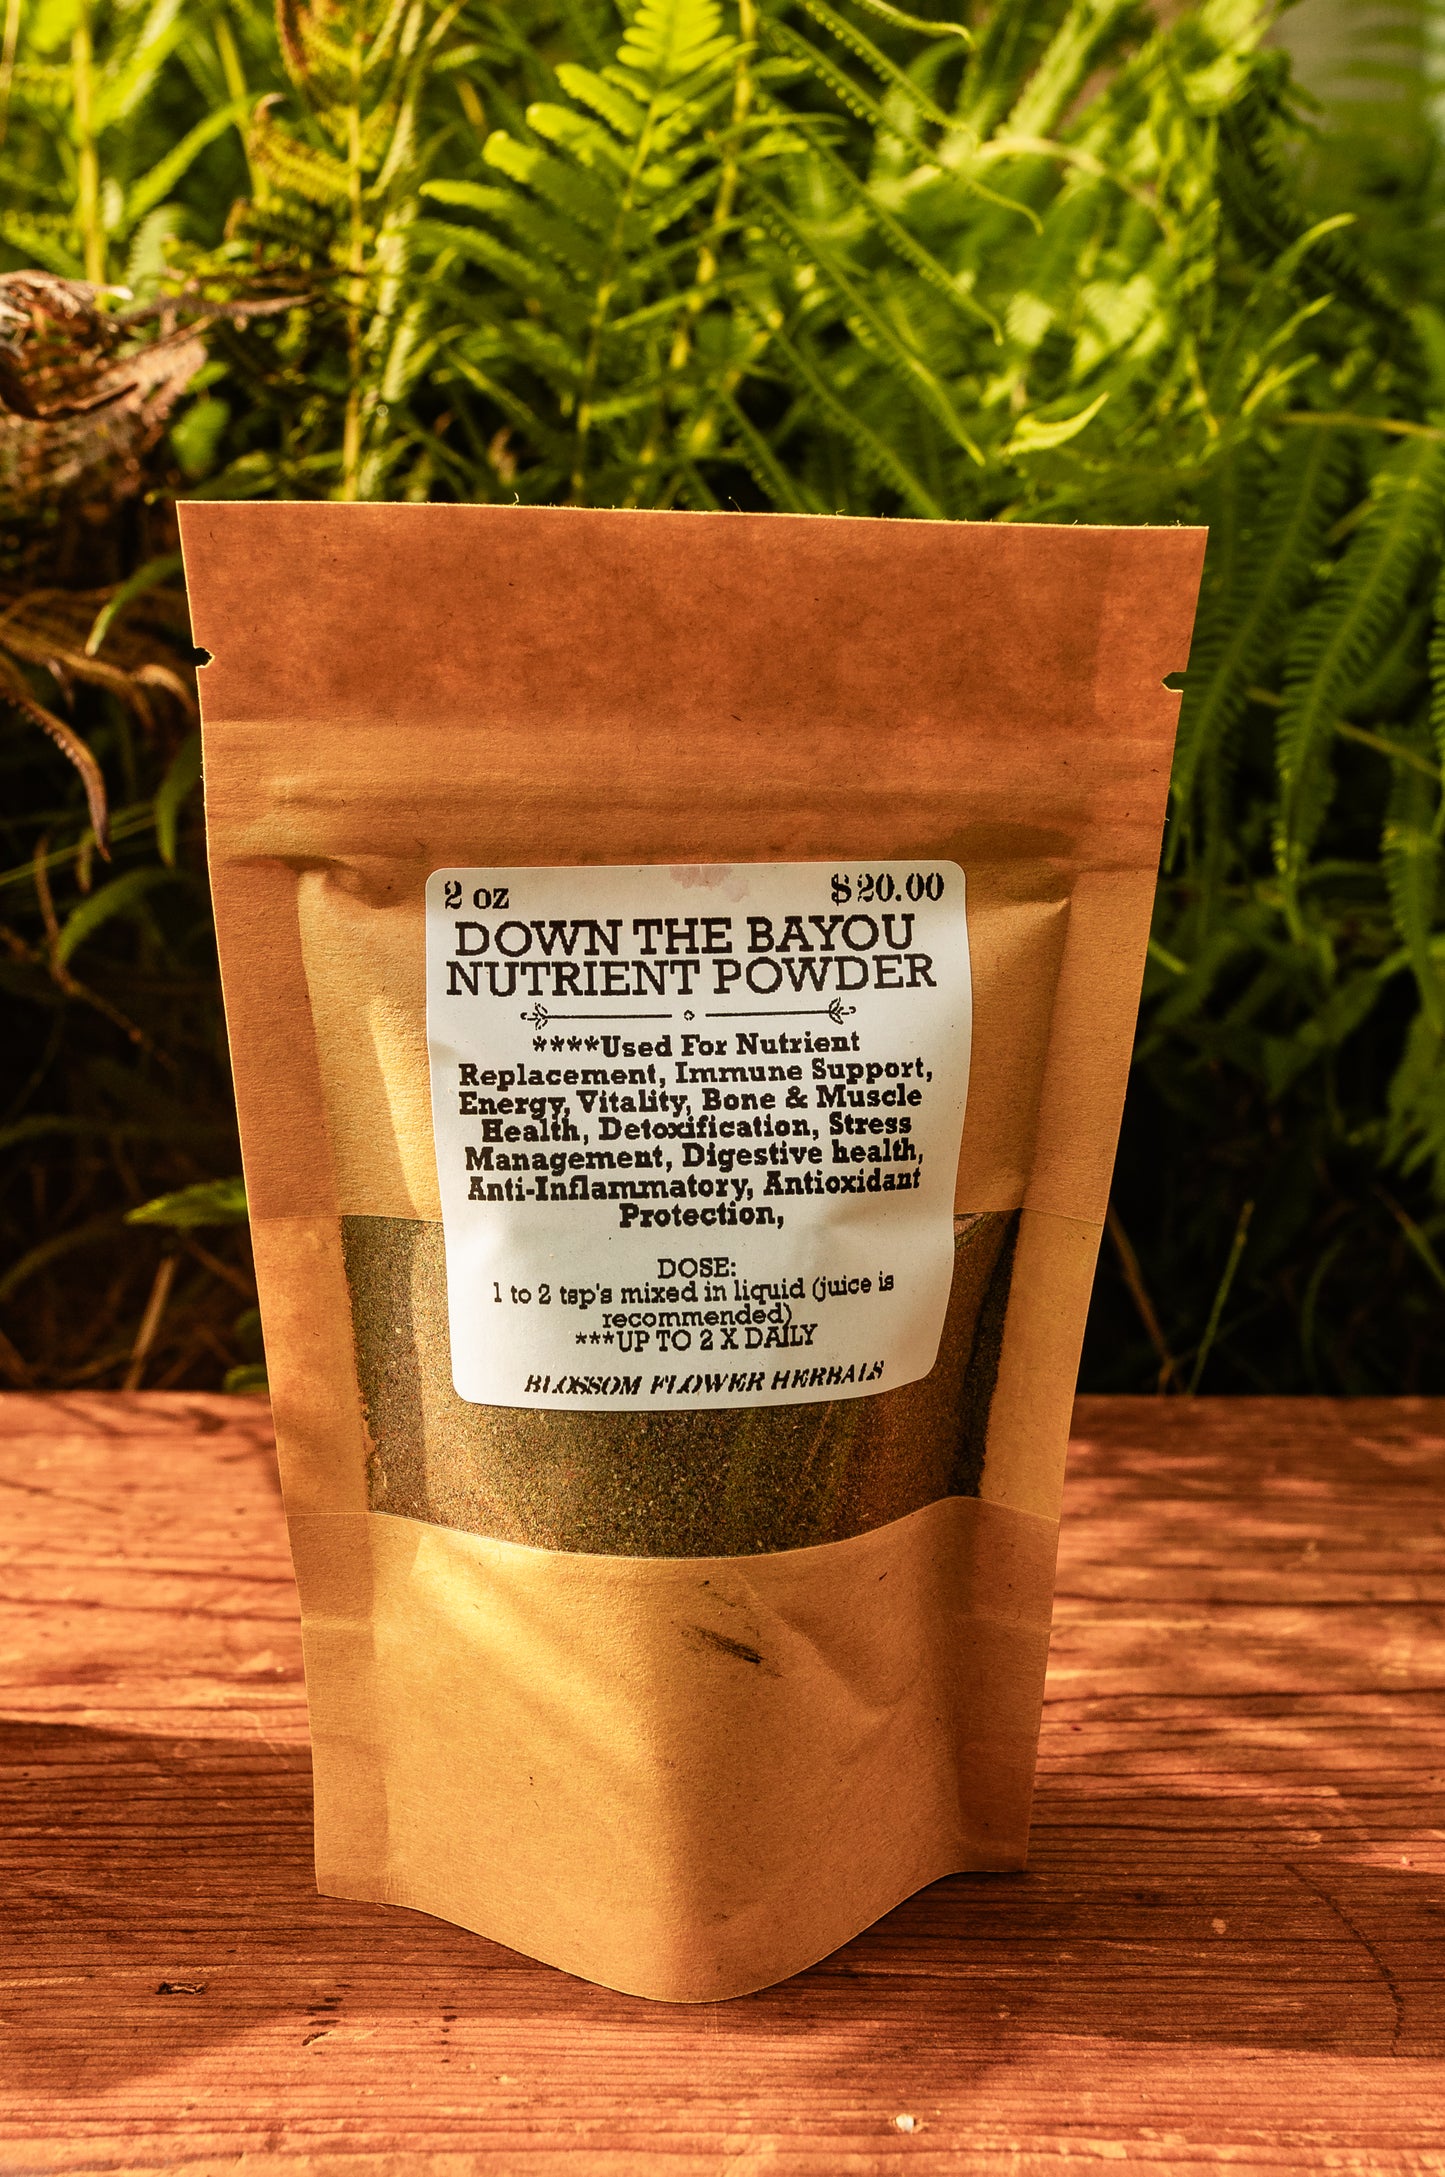 2 oz $20.00
DOWN THE BAYOU
NUTRIENT POWDER
****Used For Nutrient
Replacement, Immune Support,
Energy, Vitality, Bone & Muscle
Health, Detoxification, Stress
Management, Digestive health,
Anti-Inflammatory, Antioxidant
Protection,
DOSE:
1 to 2 tsp's mixed in liquid (juice is
recommended)
***UP TO 2 X DAILY
BLOSSOM FLOWER HERBALS